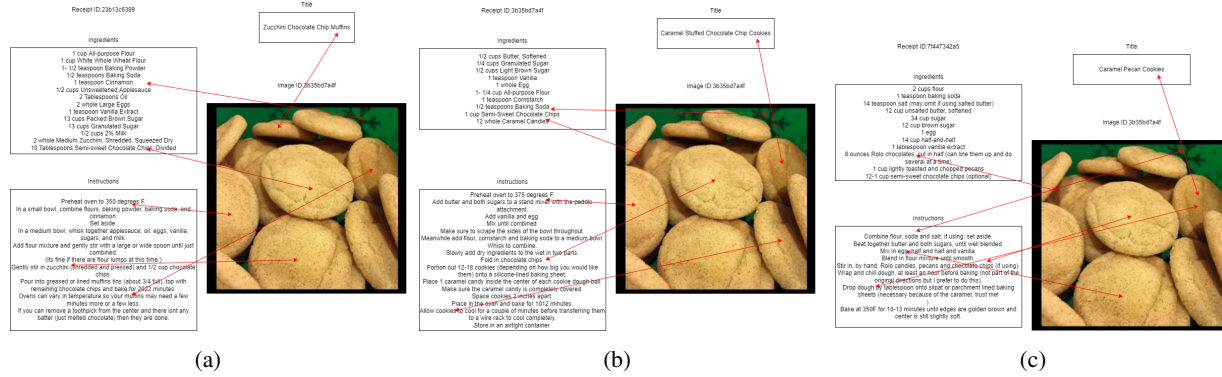 Receipt ID:23b13c6399
Title
Zucchini Chocolate Chip Muffins
Ingredients
1 cup All-purpose Flour
1 cup White Whole Wheat Flour
1- 1/2 teaspoon Baking Powder
1/2 teaspoons Baking Soda
1 teaspoon Cinnamon
1/2 cups Unsweetened Applesauce
2 Tablespoons Oil
2 whole Large Eggs
1 teaspoon Vanilla Extract
13 cups Packed Brown Sugar
13 cups Granulated Sugar
1/2 cups 2% Milk
2 whole Medium Zucchini, Shredded, Squeezed Dry
10 Tablespoons Semi-sweet Chocolate Chips, Divided
Image ID:3b35bd7a4f
Instructions
Preheat oven to 350 degrees F.
In a small bowl, combine flours, baking powder, baking soda, and
cinnamon.
Set aside.
In a medium bowl, whisk together applesauce, oil, eggs, vanilla,
sugars, and milk.
Add flour mixture and gently stir with a large or wide spoon until just
combined.
(Its fine if there are flour lumps at this time.)
Gently stir in zucchini (shredded and pressed) and 1/2 cup chocolate
chips.
Pour into greased or lined muffins tins (about 3/4 full), top with
remaining chocolate chips and bake for 2022 minutes.
Ovens can vary in temperature so your muffins may need a few
minutes more or a few less.
If you can remove a toothpick from the center and there isnt any
batter (just melted chocolate) then they are done.
(a)
Receipt ID:3b35bd7a4f
Title
Caramel Stuffed Chocolate Chip Cookies
Ingredients
1/2 cups Butter, Softened
1/4 cups Granulated Sugar
1/2 cups Light Brown Sugar
1 teaspoon Vanilla
1 whole Egg
1- 1/4 cup All-purpose Flour
1 teaspoon Cornstarch
1/2 teaspoons Baking Soda
1 cup Semi-Sweet Chocolate Chips
12 whole Caramel Candies
Image ID:3b35bd7a4f
Instructions
Preheat oven to 375 degrees F.
Add butter and both sugars to a stand mixer with the paddle
attachment.
Add vanilla and egg.
Mix until combined.
Make sure to scrape the sides of the bowl throughout.
Meanwhile add flour, cornstarch and baking soda to a medium bowl.
Whisk to combine.
Slowly add dry ingredients to the wet in two parts.
Fold in chocolate chips.
Portion out 12-18 cookies (depending on how big you would like
them) onto a silicone-lined baking sheet.
Place 1 caramel candy inside the center of each cookie dough ball.
Make sure the caramel candy is completely covered.
Space cookies 2 inches apart.
Place in the oven and bake for 1012 minutes.
Allow cookies to cool for a couple of minutes before transferring them
to a wire rack to cool completely.
Store in an airtight container.
(b)
Receipt ID:7f447342a5
Title
Caramel Pecan Cookies
Ingredients
2 cups flour
1 teaspoon baking soda
14 teaspoon salt (may omit if using salted butter)
12 cup unsalted butter, softened
34 cup sugar
12 cup brown sugar
1 egg
14 cup half-and-half
1 tablespoon vanilla extract
8 ounces Rolo chocolates, cut in half (can line them up and do
several at a time)
1 cup lightly toasted and chopped pecans
12-1 cup semi-sweet chocolate chips (optional)
Image ID:3b35bd7a4f
Instructions
Combine flour, soda and salt, if using; set aside.
Beat together butter and both sugars, until well blended.
Mix in egg, half and half and vanilla.
Blend in flour mixture until smooth.
Stir in, by hand, Rolo candies, pecans and chocolate chips (if using).
Wrap and chill dough, at least an hour before baking (not part of the
original directions but I prefer to do this).
Drop dough by tablespoon onto silpat or parchment lined baking
sheets (necessary because of the caramel, trust me!
).
Bake at 350F for 10-13 minutes until edges are golden brown and
center is still slightly soft.
(c)